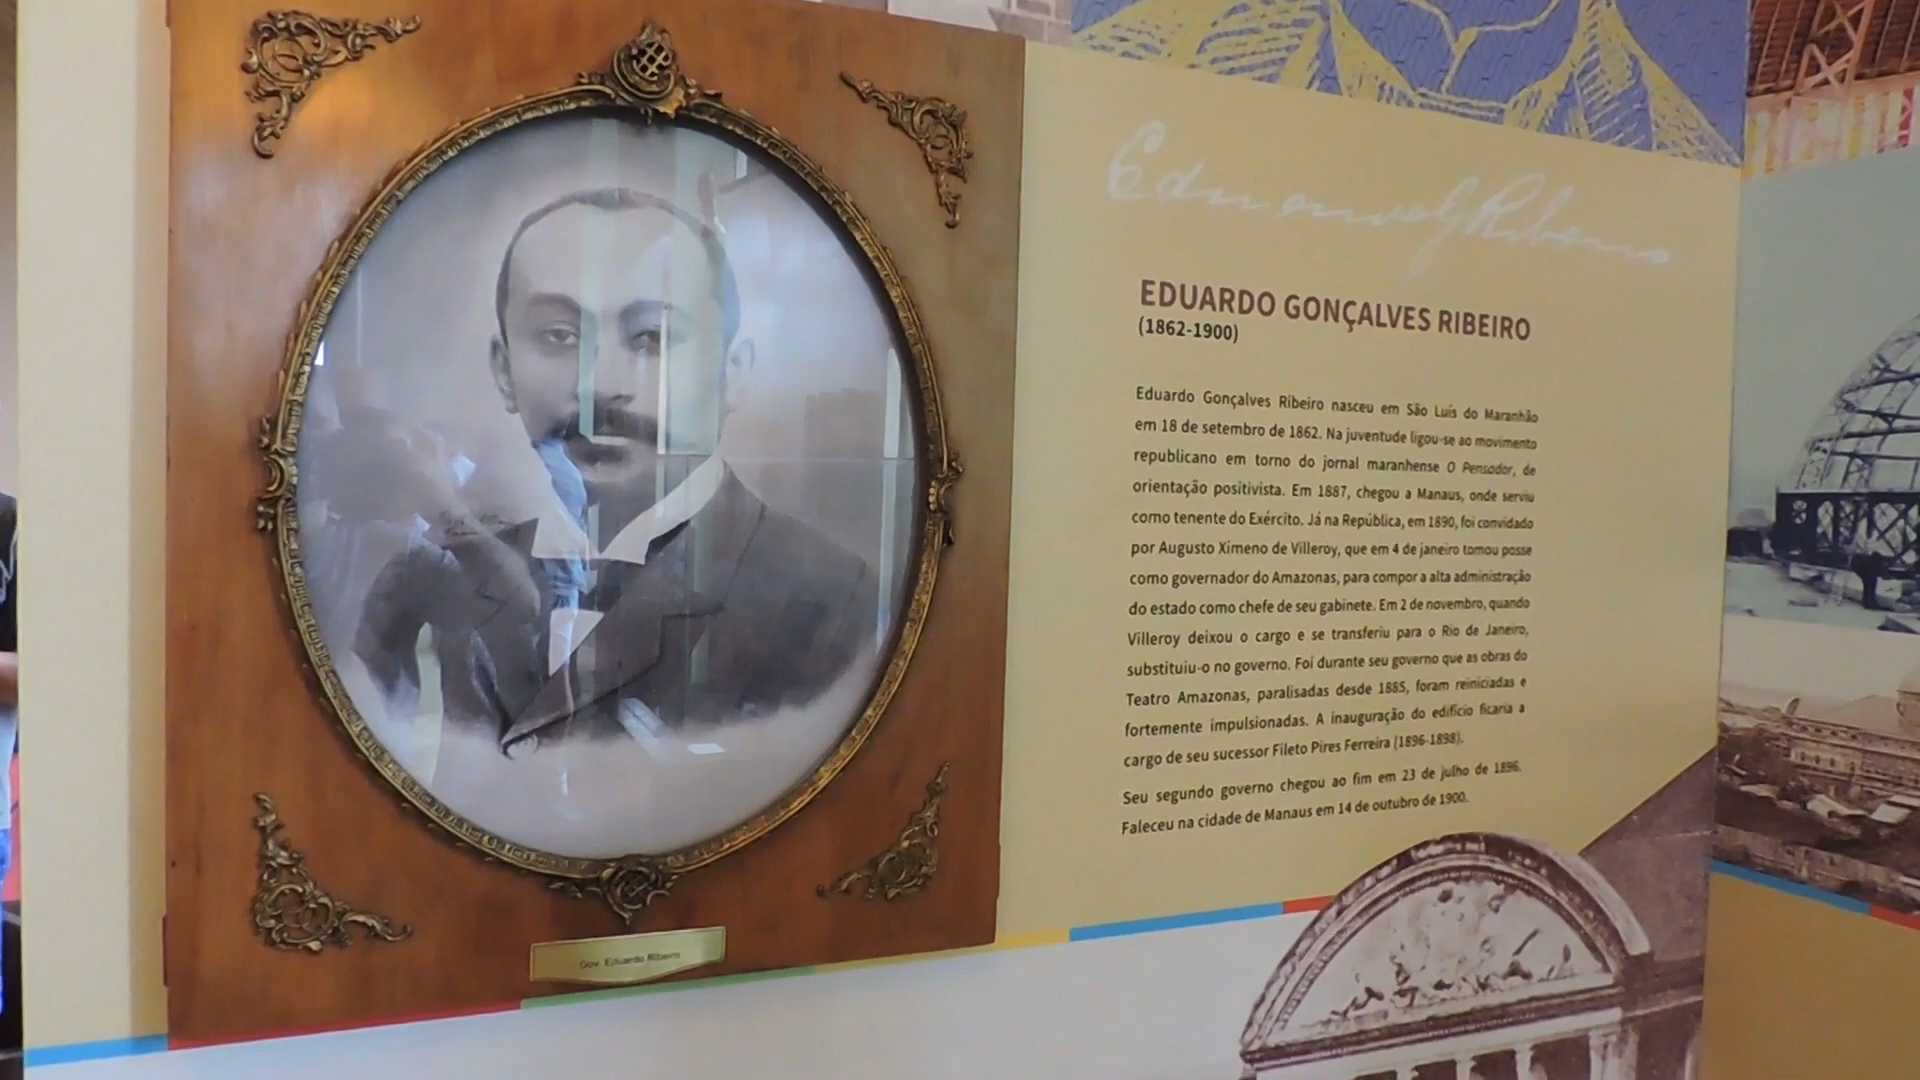 EDUARDO GONÇALVES RIBEIRO
(1862-1900)
Eduardo Gonçalves Ribeiro nasceu em São Luís do Maranhão
em 18 de setembro de 1862. Na juventude ligou-se ao movimento
republicano em torno do jornal maranhense O Pensador, de
orientação positivista. Em 1887, chegou a Manaus, onde serviu
como tenente do Exército. Já na República, em 1890, foi convidado
por Augusto Ximeno de Villeroy, que em 4 de janeiro tomou posse
como governador do Amazonas, para compor a alta administração
do estado como chefe de seu gabinete. Em 2 de novembro, quando
Villeroy deixou o cargo e se transferiu para o Rio de Janeiro,
substituiu-o no governo. Foi durante seu governo que as obras do
Teatro Amazonas, paralisadas desde 1885, foram reiniciadas e
fortemente impulsionadas. A inauguração do edifício ficaria a
cargo de seu sucessor Fileto Pires Ferreira (1896-1898).
Seu segundo governo chegou ao fim em 23 de julho de 1896.
Faleceu na cidade de Manaus em 14 de outubro de 1900.
Gov. Eduardo Ribeiro